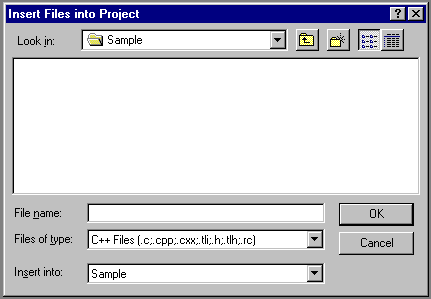 Insert Files into Project
Look in: Sample
File name:
OK
Files of type: C++ Files (.c;.cpp;.cxx;.tli;.h;.tlh;.rc)
Cancel
Insert into: Sample